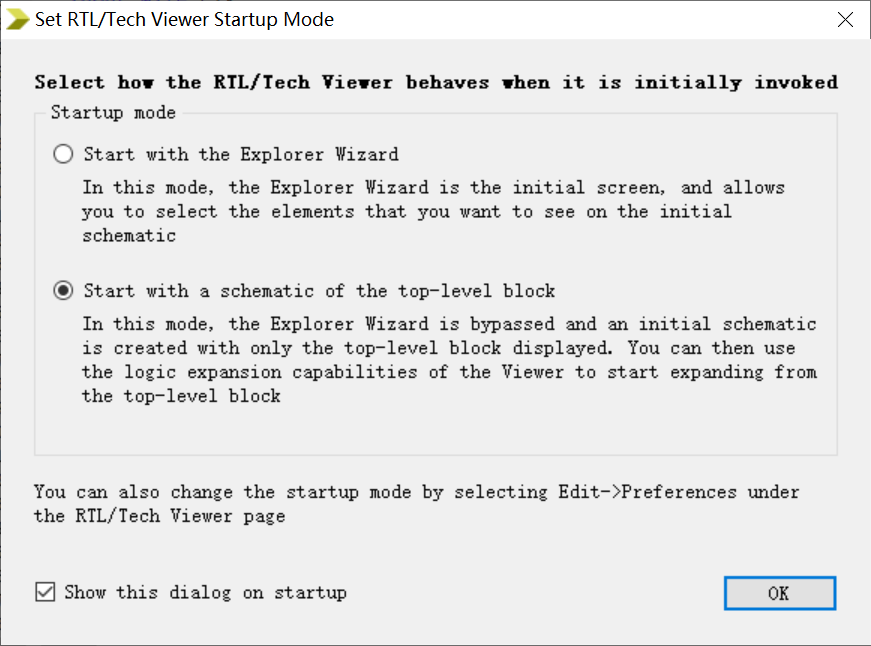 Set RTL/Tech Viewer Startup Mode
Select how the RTL/Tech Viewer behaves when it is initially invoked
Startup mode
Start with the Explorer Wizard
In this mode, the Explorer Wizard is the initial screen, and allows
you to select the elements that you want to see on the initial
schematic
Start with a schematic of the top-level block
In this mode, the Explorer Wizard is bypassed and an initial schematic
is created with only the top-level block displayed. You can then use
the logic expansion capabilities of the Viewer to start expanding from
the top-level block
You can also change the startup mode by selecting Edit->Preferences under
the RTL/Tech Viewer page
Show this dialog on startup
OK